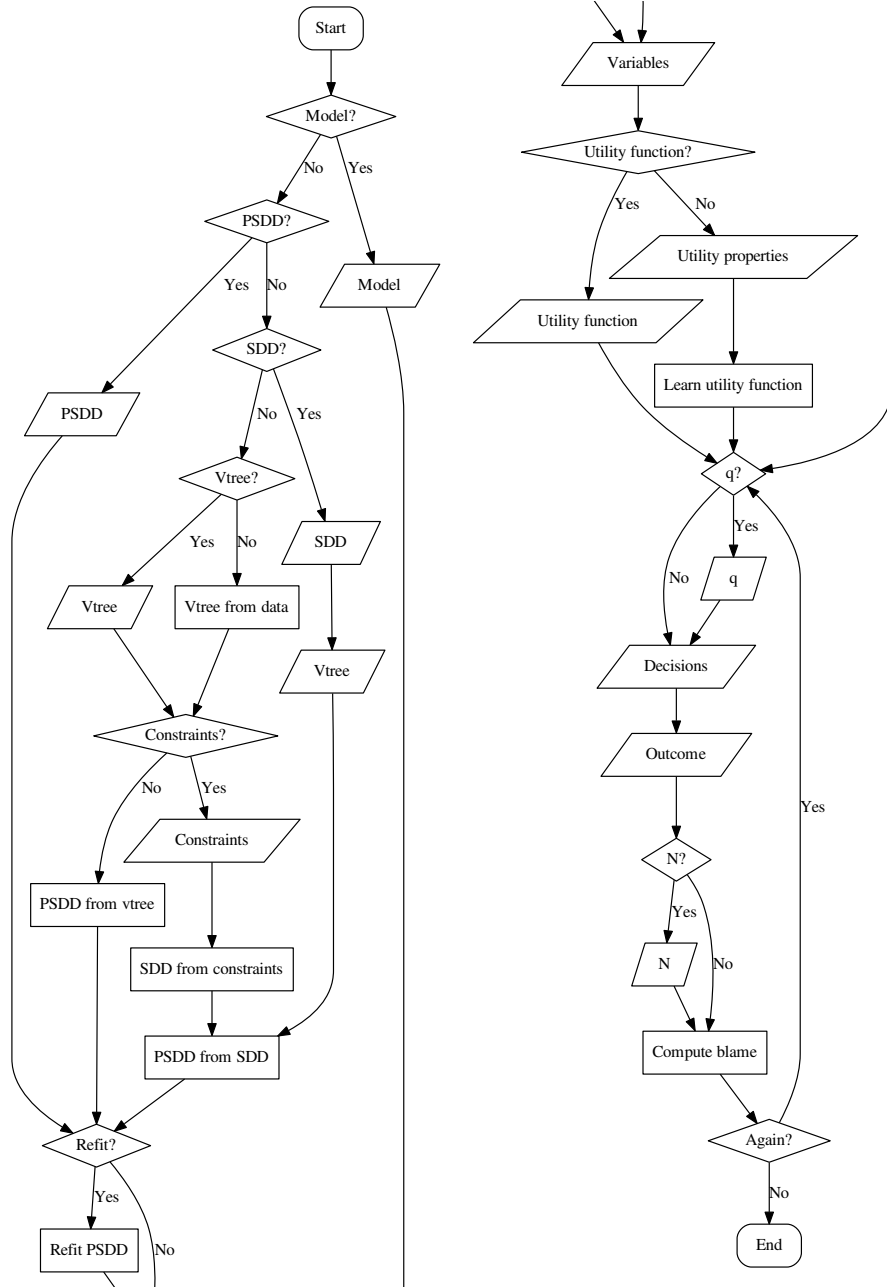 Start
Model?
No
Yes
PSDD?
Model
Yes
No
SDD?
PSDD
No
Yes
Vtree?
SDD
Yes
No
Vtree
Vtree from data
Vtree
Constraints?
No
Yes
Constraints
PSDD from vtree
SDD from constraints
PSDD from SDD
Refit?
Yes
No
Refit PSDD
Variables
Utility function?
Yes
No
Utility properties
Utility function
Learn utility function
q?
Yes
No
q
Decisions
Outcome
Yes
N?
Yes
No
N
Compute blame
Again?
No
End